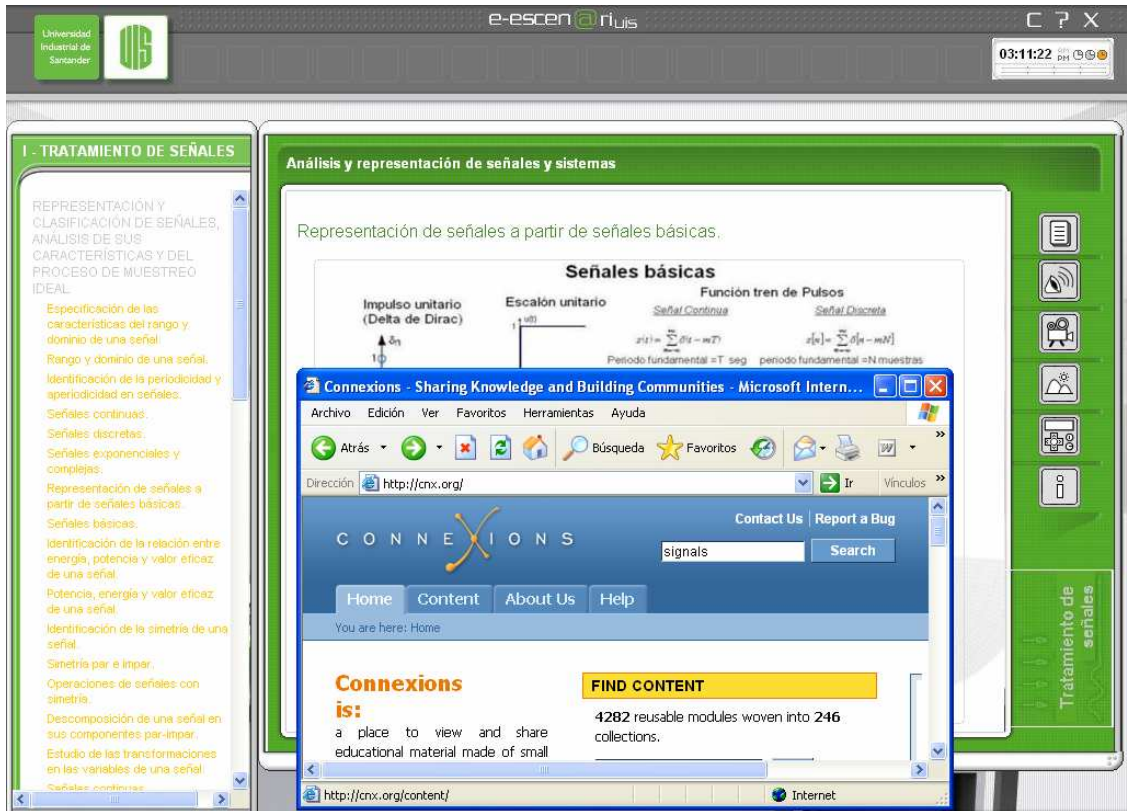 e-escen@ri UIS
C ? X
Universidad
Industrial de
Santander
UIS
03:11:22 PM
I - TRATAMIENTO DE SEÑALES
REPRESENTACIÓN Y
CLASIFICACIÓN DE SEÑALES,
ANÁLISIS DE SUS
CARACTERÍSTICAS Y DEL
PROCESO DE MUESTREO
IDEAL
Especificación de las
características del rango y
dominio de una señal
Rango y dominio de una señal.
Identificación de la periodicidad y
aperiodicidad en señales.
Señales continuas.
Señales discretas.
Señales exponenciales y
complejas.
Representación de señales a
partir de señales básicas.
Señales básicas.
Identificación de la relación entre
energía, potencia y valor eficaz
de una señal
Potencia, energía y valor eficaz
de una señal
Identificación de la simetría de una
señal
Simetría par e impar.
Operaciones de señales con
simetría.
Descomposición de una señal en
sus componentes par-impar.
Estudio de las transformaciones
en las variables de una señal
Señales continuas
Análisis y representación de señales y sistemas
Representación de señales a partir de señales básicas.
Señales básicas
Impulso unitario
(Delta de Dirac)
δn
1
Escalón unitario
u(t)
1
Función tren de Pulsos
Señal Continua
Señal Discreta
Periodo fundamental =T seg
periodo fundamental =N muestras
Connexions - Sharing Knowledge and Building Communities - Microsoft Intern...
Archivo Edición Ver Favoritos Herramientas Ayuda
Atrás Búsqueda Favoritos »
Dirección http://cnx.org/ Ir Vínculos »
CONNEXIONS
Contact Us | Report a Bug
signals Search
Home Content About Us Help
You are here: Home
Connexions
is:
a place to view and share
educational material made of small
FIND CONTENT
4282 reusable modules woven into 246
collections.
http://cnx.org/content/ Internet
Tratamiento de
señales